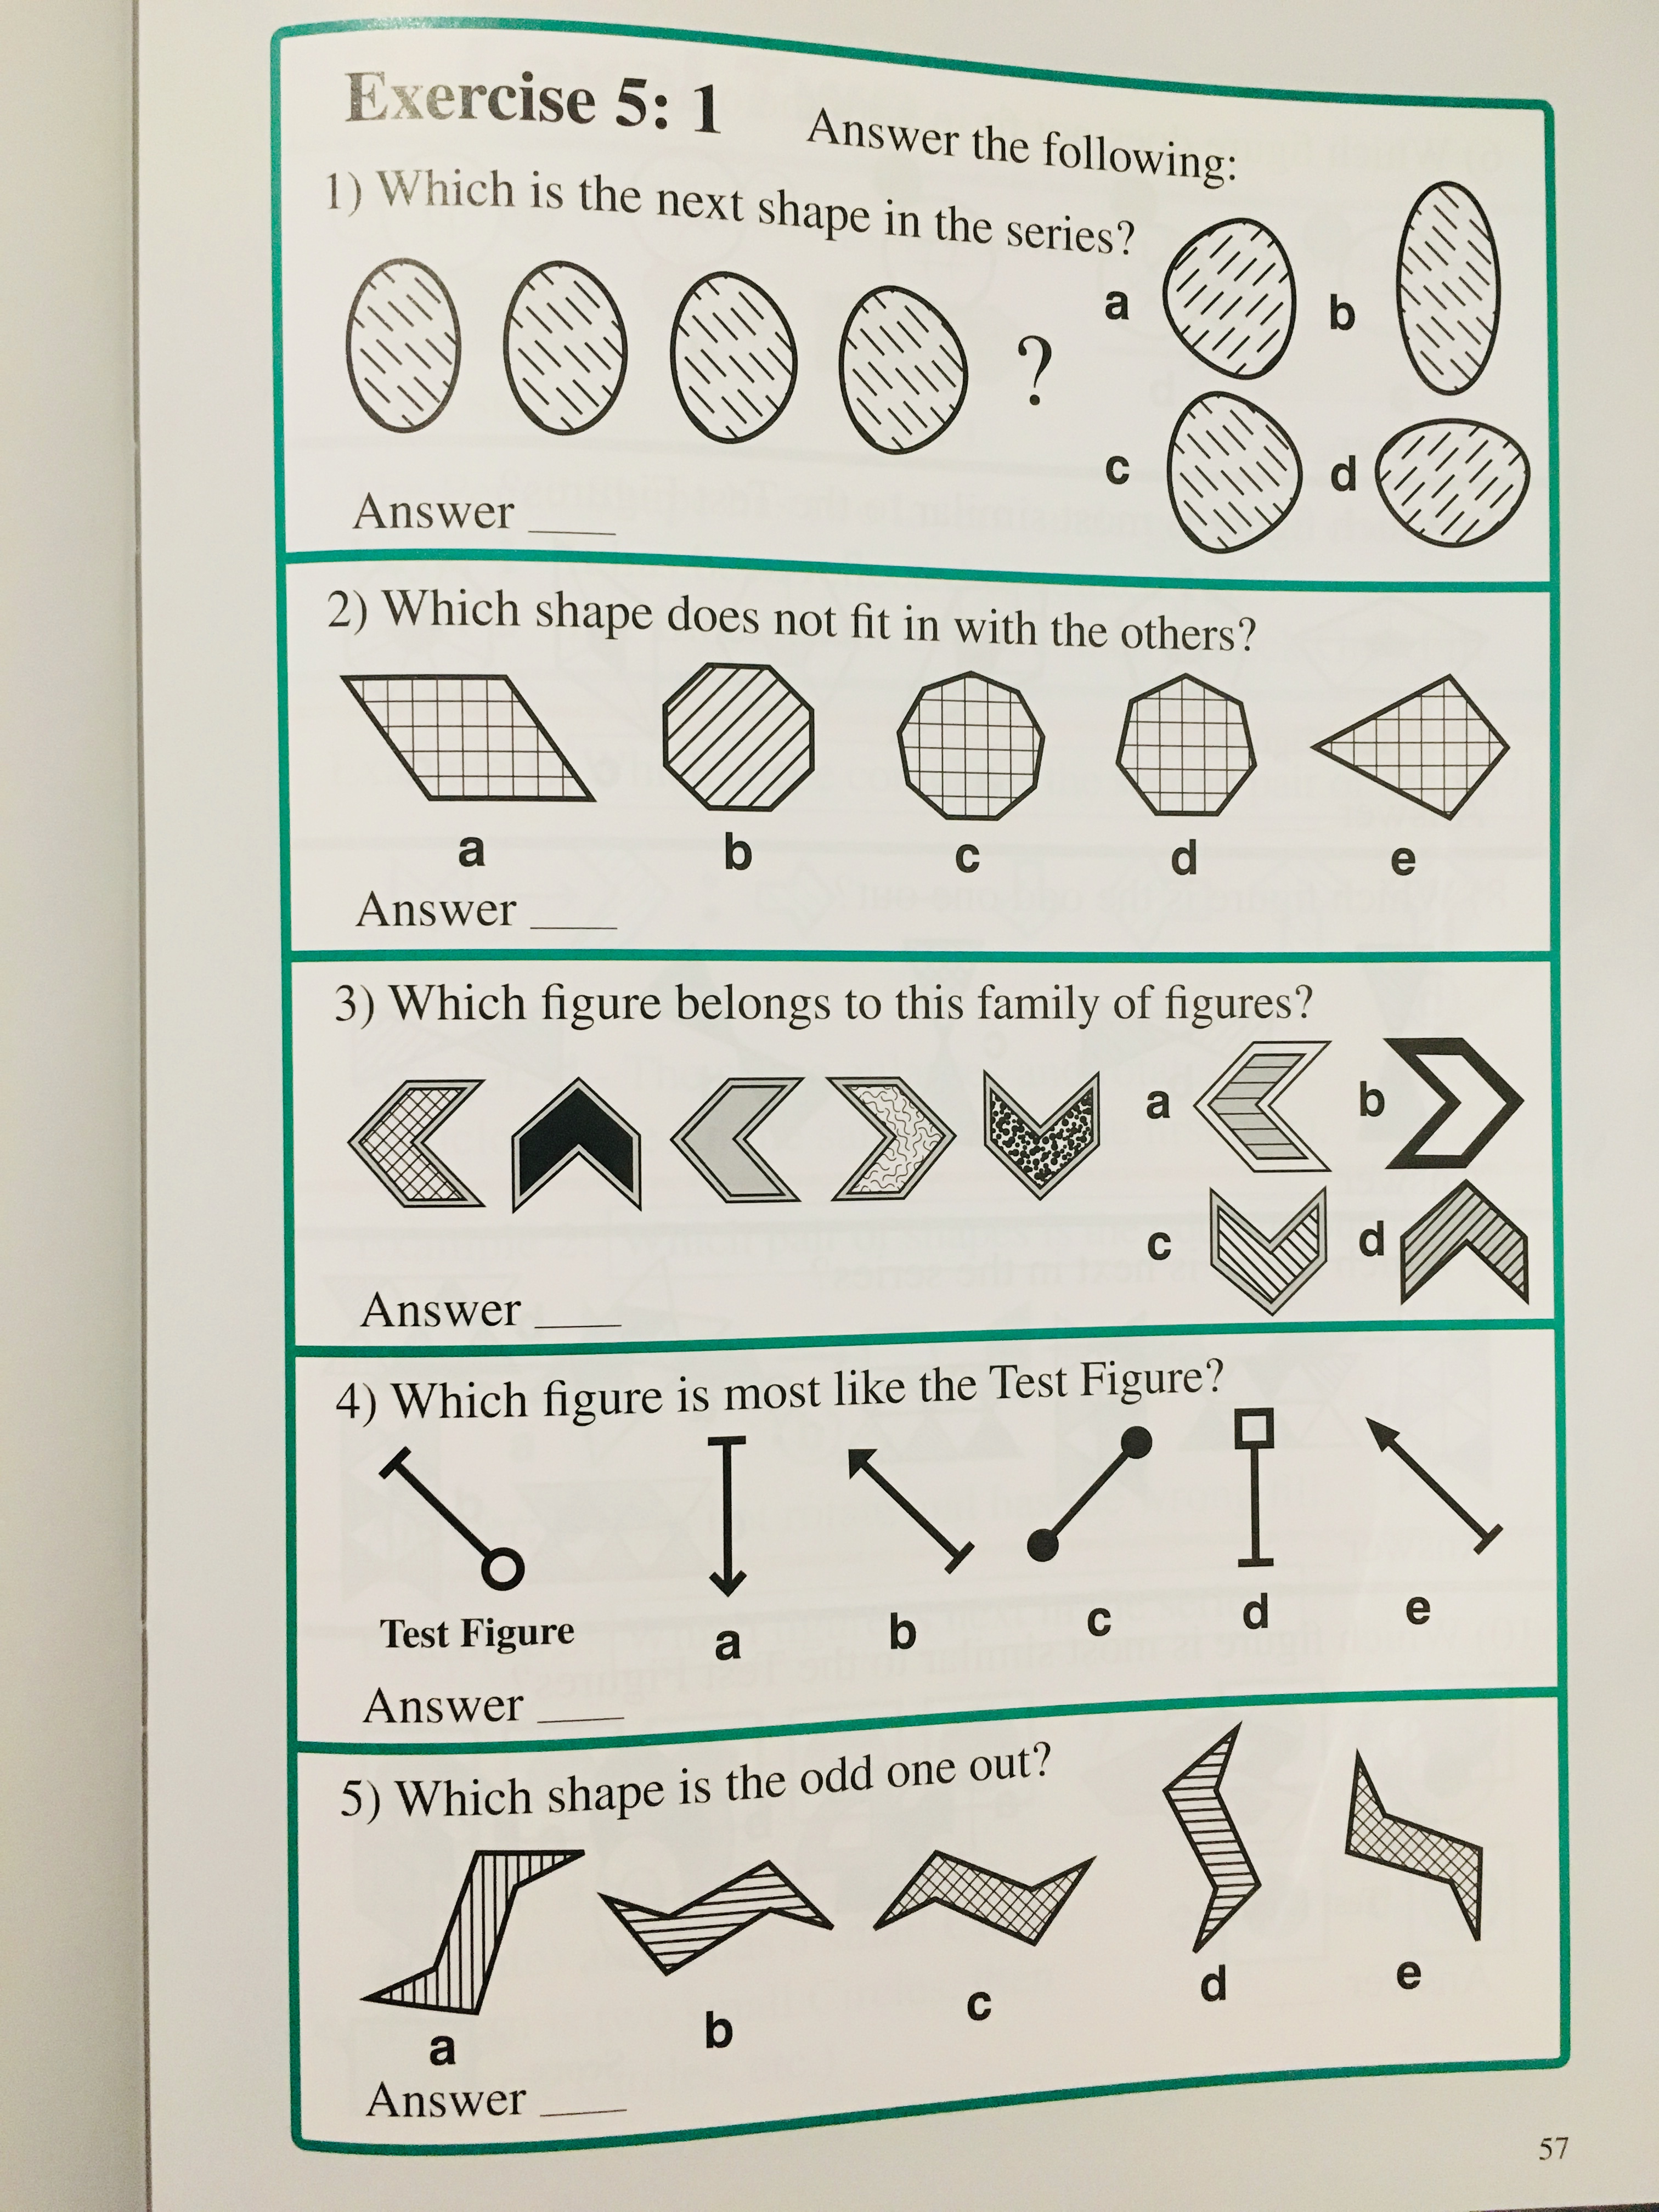 Exercise 5: 1 Answer the following:
1) Which is the next shape in the series?
a
b
?
c
d
Answer ____
2) Which shape does not fit in with the others?
a b c d e
Answer ____
3) Which figure belongs to this family of figures?
a b
c d
Answer ____
4) Which figure is most like the Test Figure?
Test Figure a b c d e
Answer ____
5) Which shape is the odd one out?
a b c d e
Answer ____
57